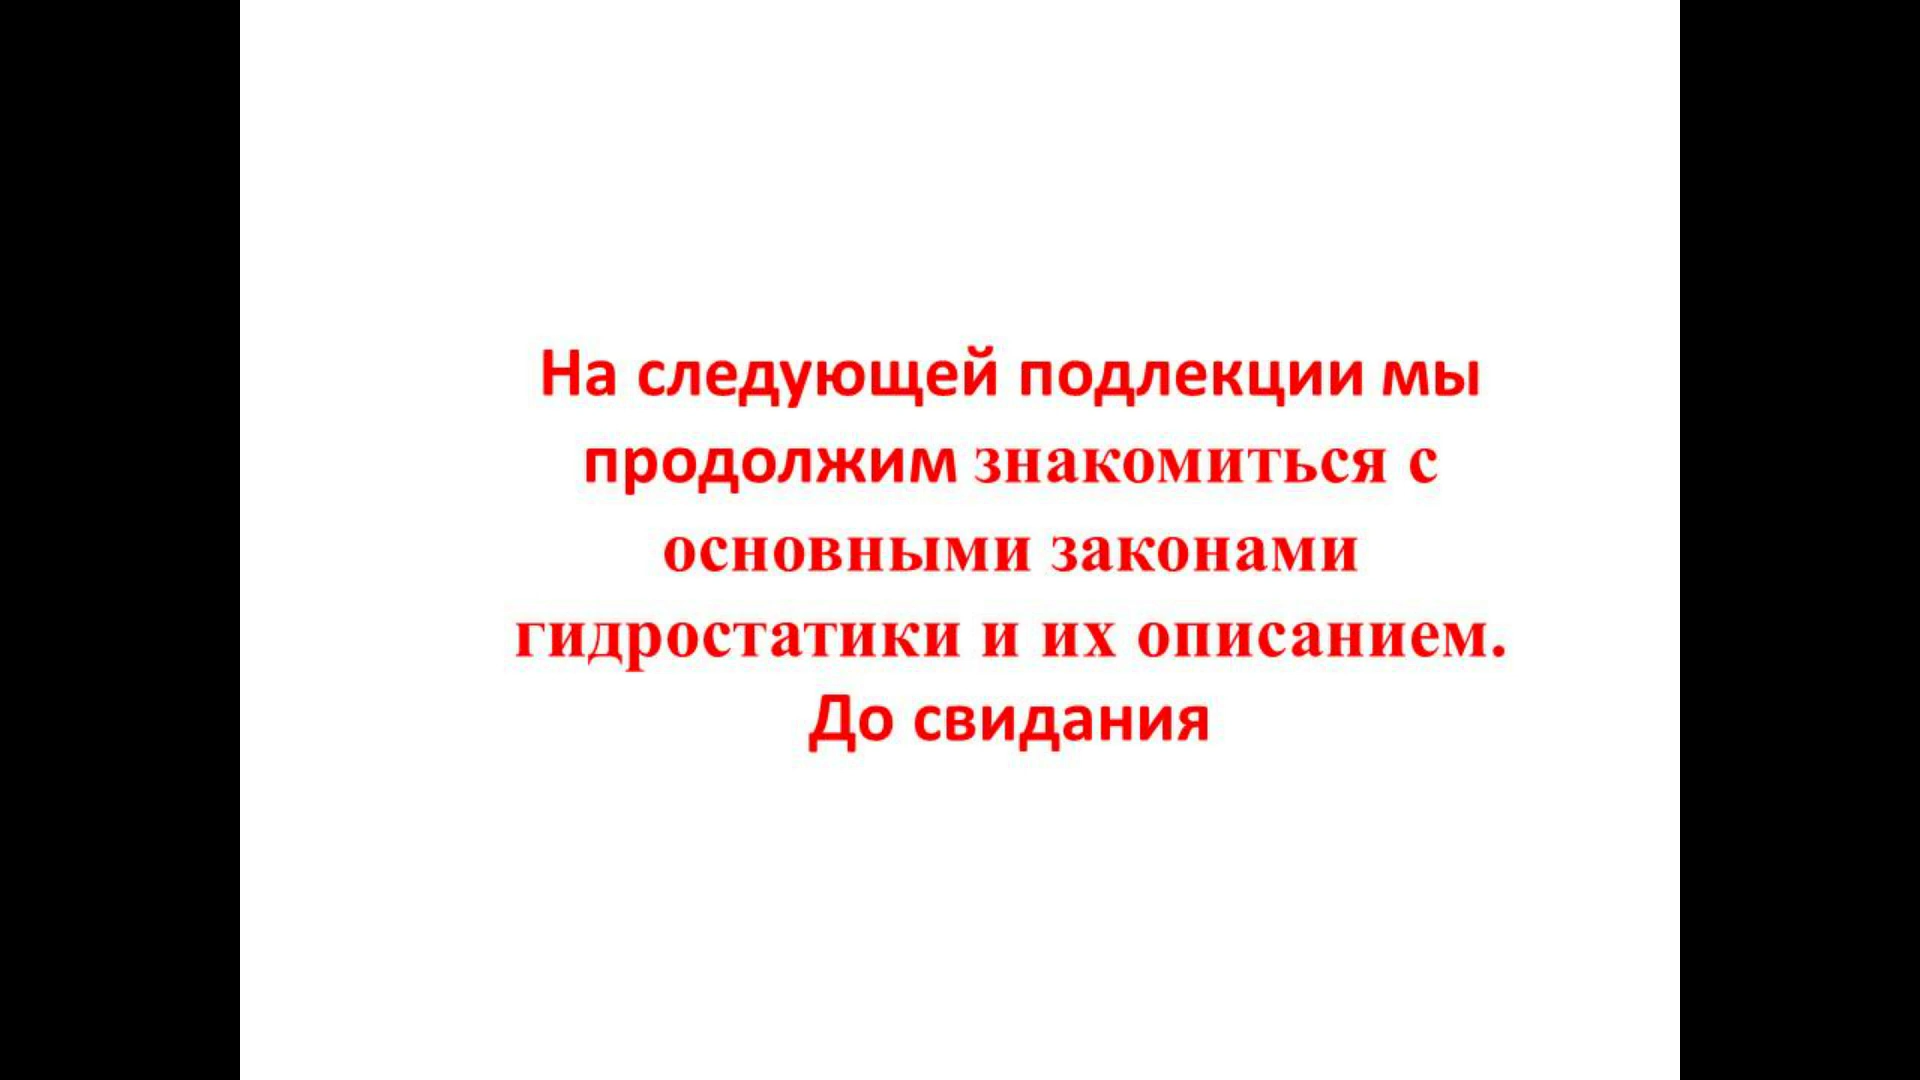 На следующей подлекции мы
продолжим знакомиться с
основными законами
гидростатики и их описанием.
До свидания